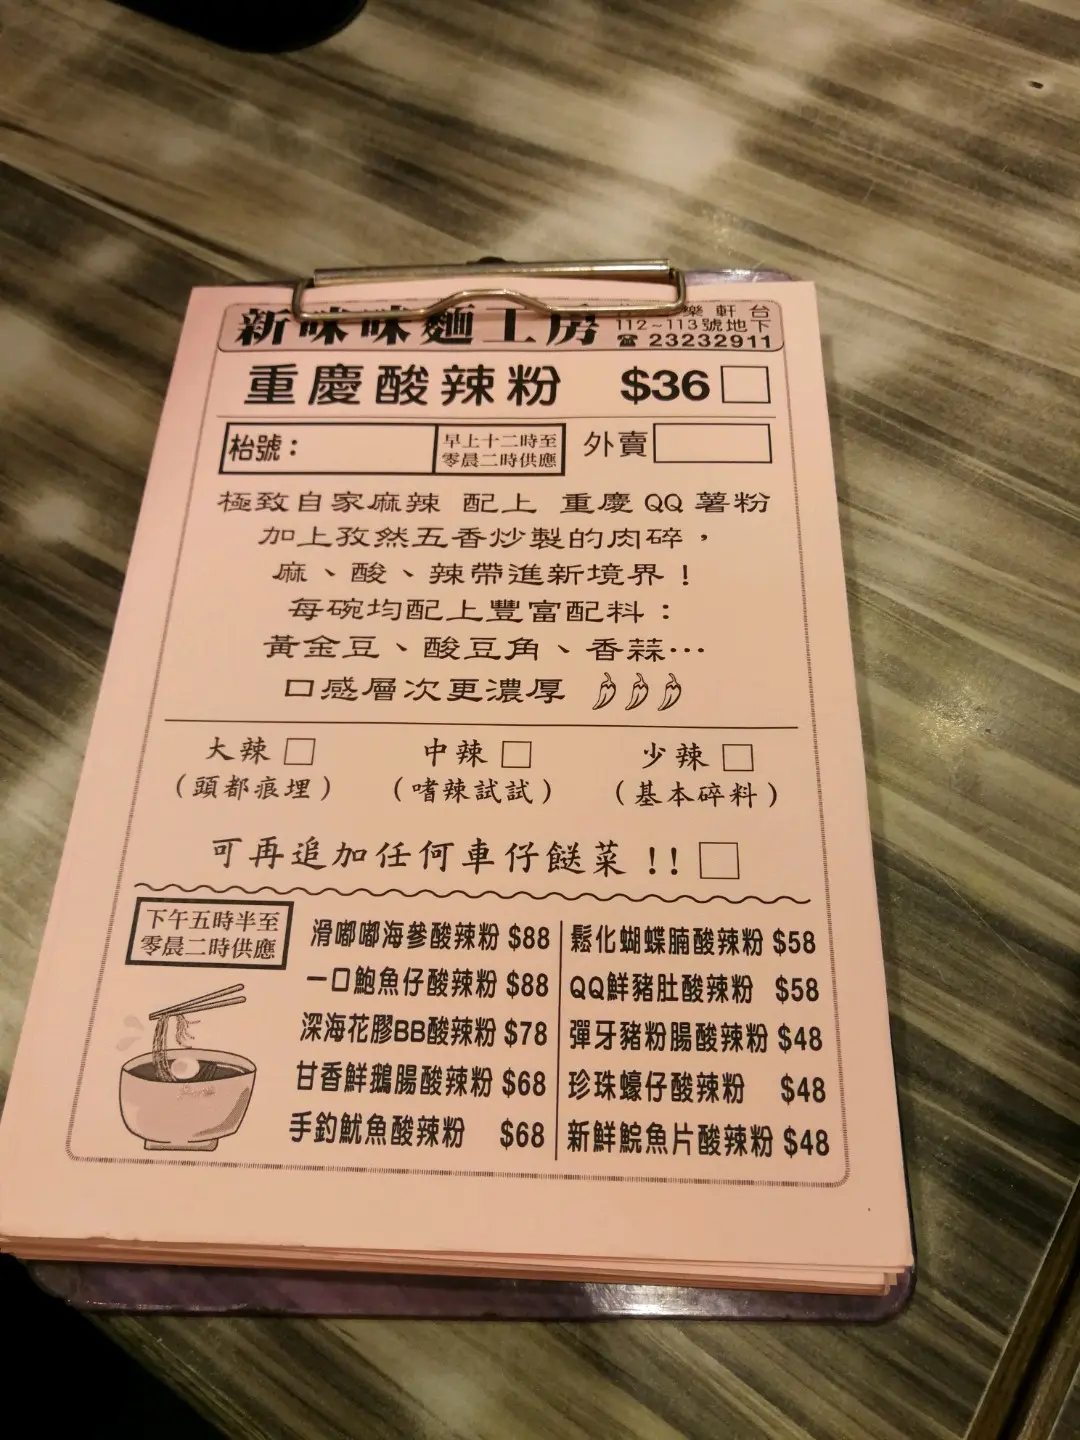 新味味麵工房
樂軒台
112~113號地下
☎ 23232911
重慶酸辣粉 $36
枱號：
早上十二時至
零晨二時供應
外賣
極致自家麻辣 配上 重慶QQ薯粉
加上孜然五香炒製的肉碎，
麻、酸、辣帶進新境界！
每碗均配上豐富配料：
黃金豆、酸豆角、香蒜…
口感層次更濃厚
大辣
中辣
少辣
(頭都痕埋)
(嗜辣試試)
(基本碎料)
可再追加任何車仔餸菜 !!
下午五時半至
零晨二時供應
滑嘟嘟海參酸辣粉 $88
一口鮑魚仔酸辣粉 $88
深海花膠BB酸辣粉 $78
甘香鮮鵝腸酸辣粉 $68
手釣魷魚酸辣粉 $68
鬆化蝴蝶腩酸辣粉 $58
QQ鮮豬肚酸辣粉 $58
彈牙豬粉腸酸辣粉 $48
珍珠蠔仔酸辣粉 $48
新鮮鯇魚片酸辣粉 $48